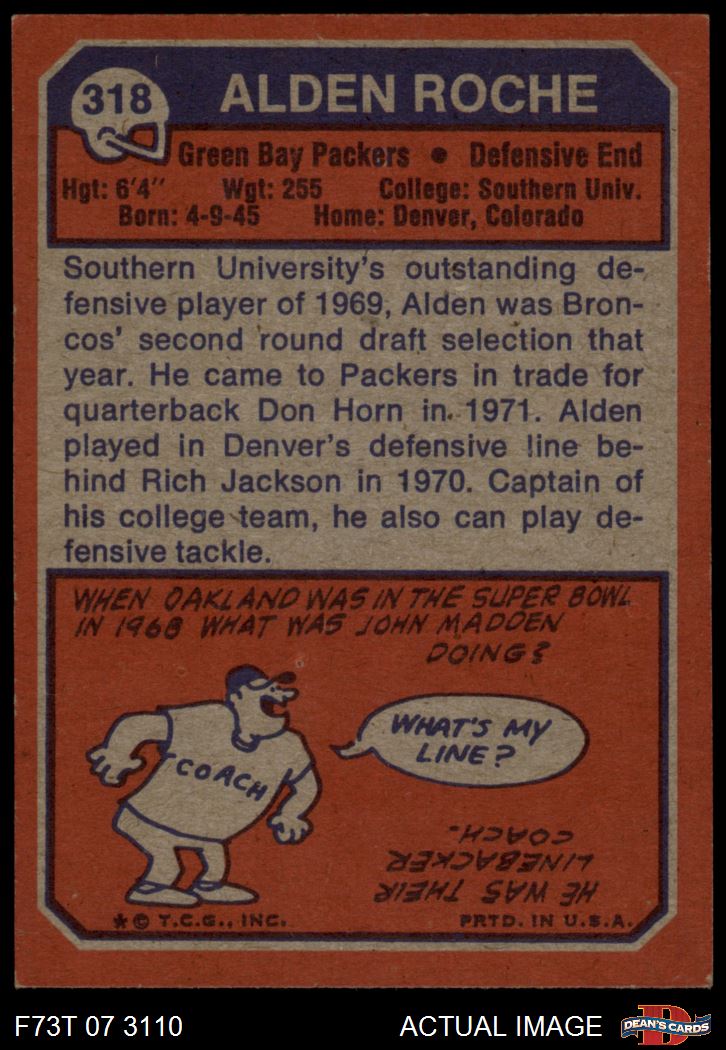 318
ALDEN ROCHE
Green Bay Packers • Defensive End
Hgt: 6'4" Wgt: 255 College: Southern Univ.
Born: 4-9-45 Home: Denver, Colorado
Southern University's outstanding de-
fensive player of 1969, Alden was Bron-
cos' second round draft selection that
year. He came to Packers in trade for
quarterback Don Horn in 1971. Alden
played in Denver's defensive line be-
hind Rich Jackson in 1970. Captain of
his college team, he also can play de-
fensive tackle.
WHEN OAKLAND WAS IN THE SUPER BOWL
IN 1968 WHAT WAS JOHN MADDEN
DOING?
WHAT'S MY
LINE?
COACH
HE WAS THEIR
LINEBACKER
COACH.
* © T.C.G., INC. PRTD. IN U.S.A.
F73T 07 3110 ACTUAL IMAGE
D
DEAN'S CARDS